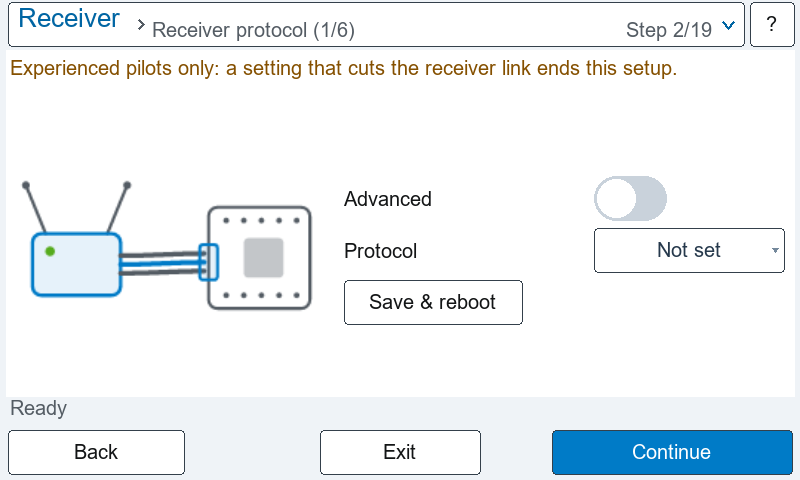 Receiver › Receiver protocol (1/6) Step 2/19 ?
Experienced pilots only: a setting that cuts the receiver link ends this setup.
Advanced
Protocol Not set
Save & reboot
Ready
Back Exit Continue